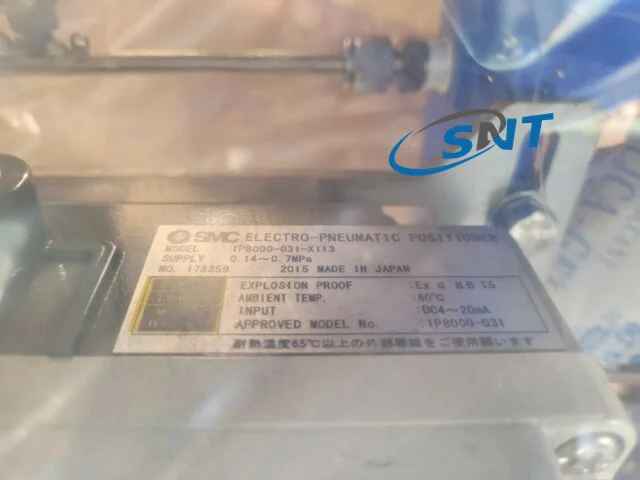 SNT
SMC ELECTRO-PNEUMATIC POSITIONER
MODEL IP8000-031-X113
SUPPLY 0.14~0.7MPa
NO. 178359 2015 MADE IN JAPAN
EXPLOSION PROOF :Ex d ⅡB T5
AMBIENT TEMP. :60℃
INPUT :DC4~20mA
APPROVED MODEL No. :IP8000-031
耐熱温度65℃以上の外部導線をご使用願います